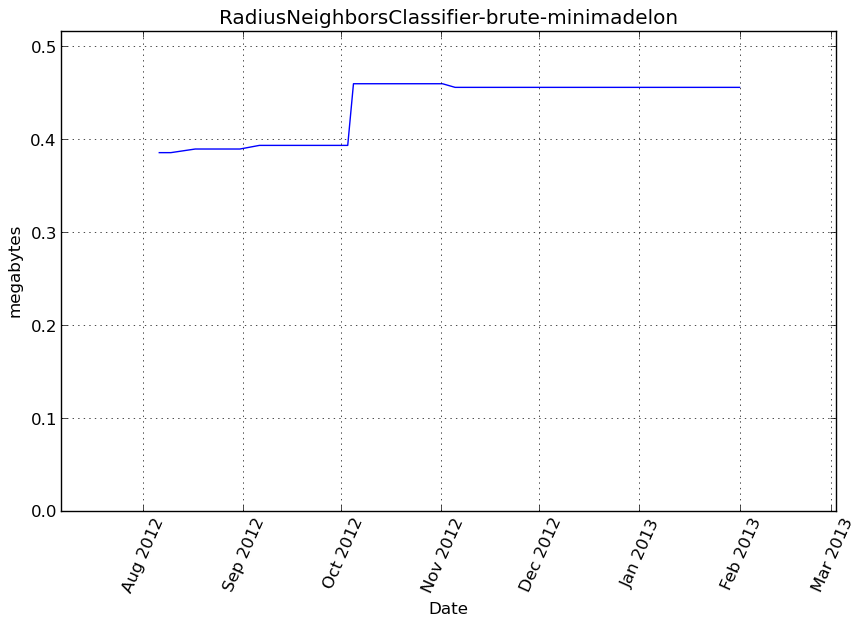 RadiusNeighborsClassifier-brute-minimadelon
0.5
0.4
0.3
0.2
0.1
0.0
megabytes
Aug 2012
Sep 2012
Oct 2012
Nov 2012
Dec 2012
Jan 2013
Feb 2013
Mar 2013
Date